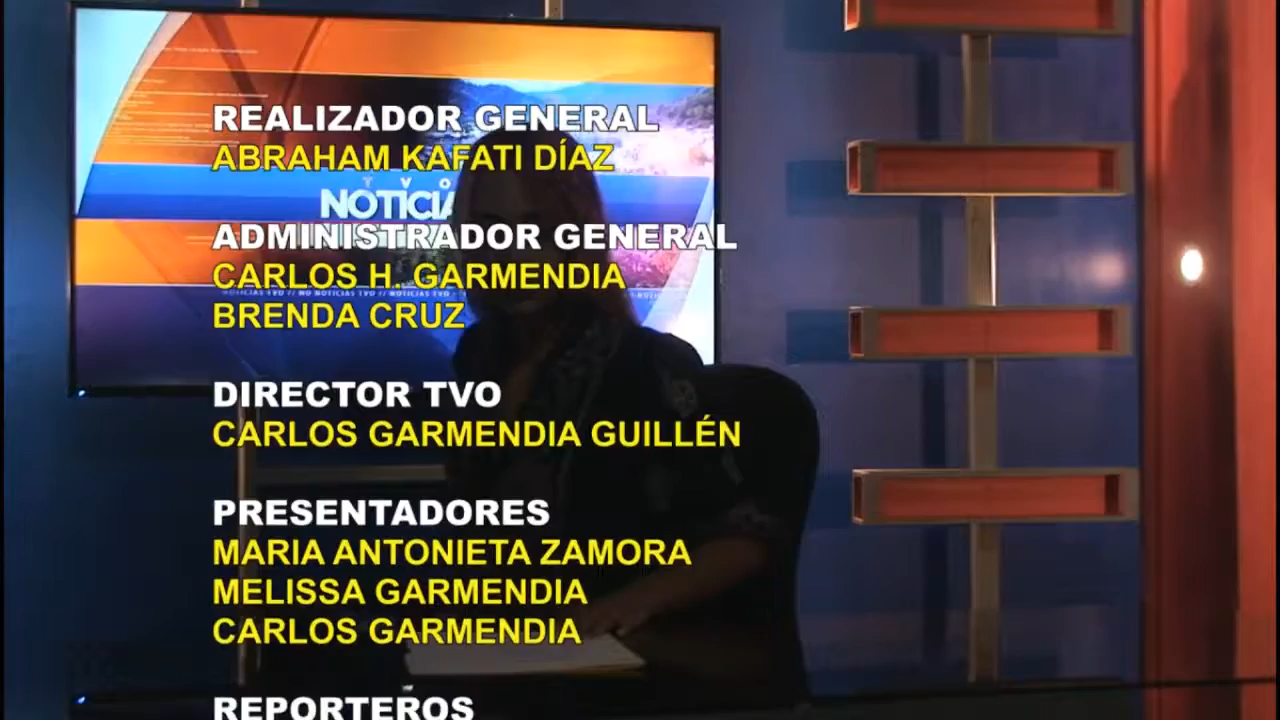 REALIZADOR GENERAL
ABRAHAM KAFATI DÍAZ
TVO
ADMINISTRADOR GENERAL
CARLOS H. GARMENDIA
BRENDA CRUZ
DIRECTOR TVO
CARLOS GARMENDIA GUILLÉN
PRESENTADORES
MARIA ANTONIETA ZAMORA
MELISSA GARMENDIA
CARLOS GARMENDIA
REPORTEROS